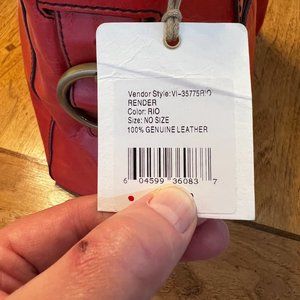 Vendor Style: VI-35775RIO
RENDER
Color: RIO
Size: NO SIZE
100% GENUINE LEATHER
6 04599 36083 7